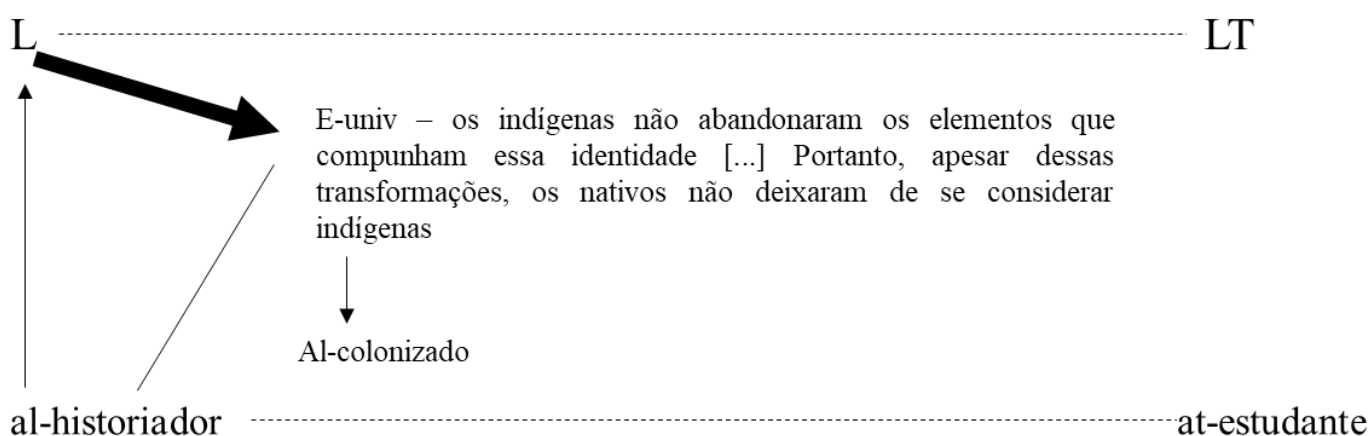 L LT
E-univ – os indígenas não abandonaram os elementos que
compunham essa identidade [...] Portanto, apesar dessas
transformações, os nativos não deixaram de se considerar
indígenas
Al-colonizado
al-historiador at-estudante